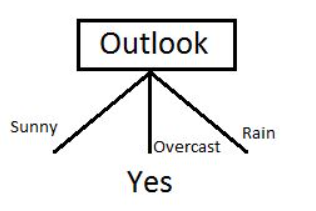 Outlook
Sunny
Overcast
Rain
Yes